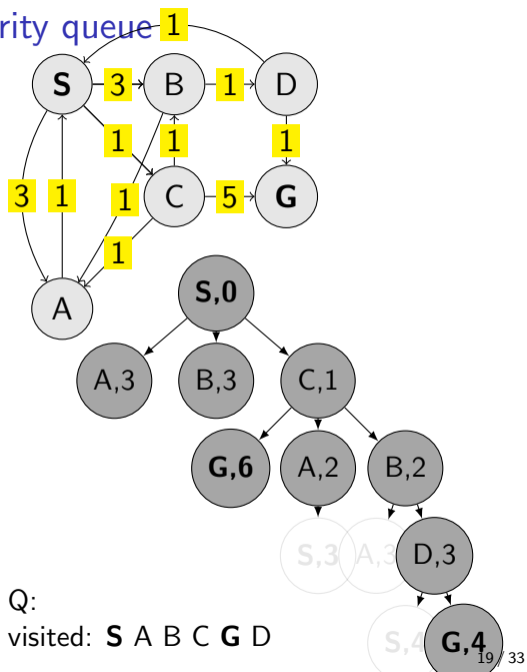 rity queue
1
S 3 B 1 D
1 1 1
3 1 1 C 5 G
1
A
S,0
A,3 B,3 C,1
G,6 A,2 B,2
S,3 A,3 D,3
Q:
S,4 G,4
visited: S A B C G D
19 / 33